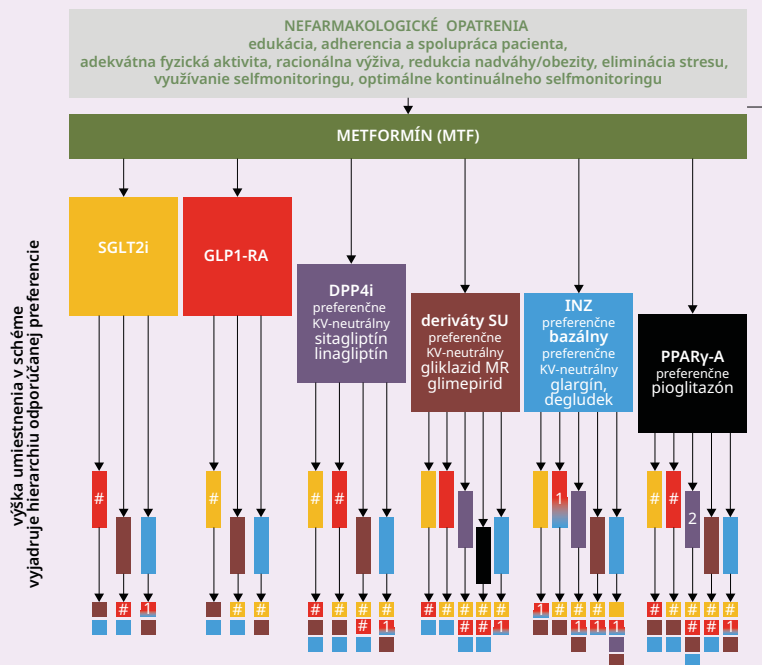 NEFARMAKOLOGICKÉ OPATRENIA
edukácia, adherencia a spolupráca pacienta,
adekvátna fyzická aktivita, racionálna výživa, redukcia nadváhy/obezity, eliminácia stresu,
využívanie selfmonitoringu, optimálne kontinuálneho selfmonitoringu
METFORMÍN (MTF)
SGLT2i
GLP1-RA
DPP4i
preferenčne
KV-neutrálny
sitagliptín
linagliptín
deriváty SU
preferenčne
KV-neutrálny
gliklazid MR
glimepirid
INZ
preferenčne
bazálny
preferenčne
KV-neutrálny
glargín,
degludek
PPARγ-A
preferenčne
pioglitazón
výška umiestnenia v schéme
vyjadruje hierarchiu odporúčanej preferencie
# # # # 1 # #
2
# 1 # # # # # # # # # # 1 # # # # # # # #
# 1 # # 1 1 1 1 # # 1